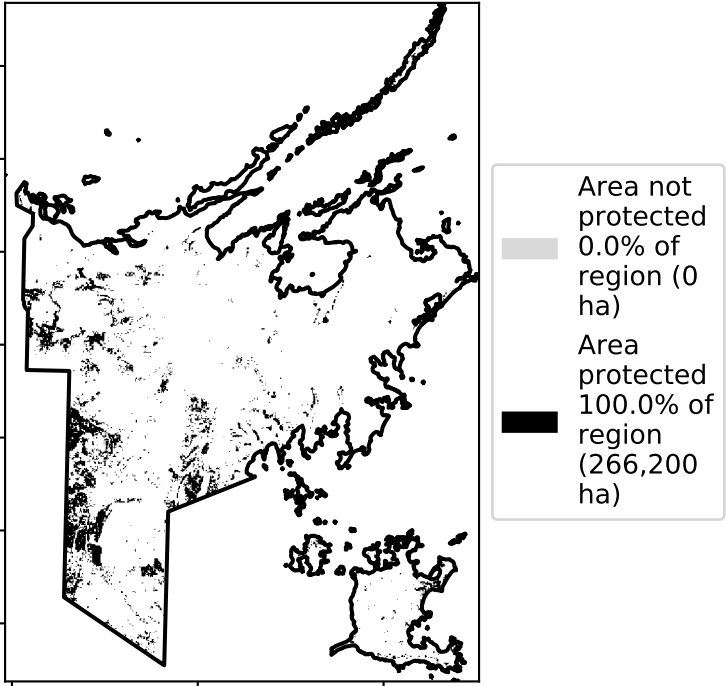 Area not
protected
0.0% of
region (0
ha)
Area
protected
100.0% of
region
(266,200
ha)